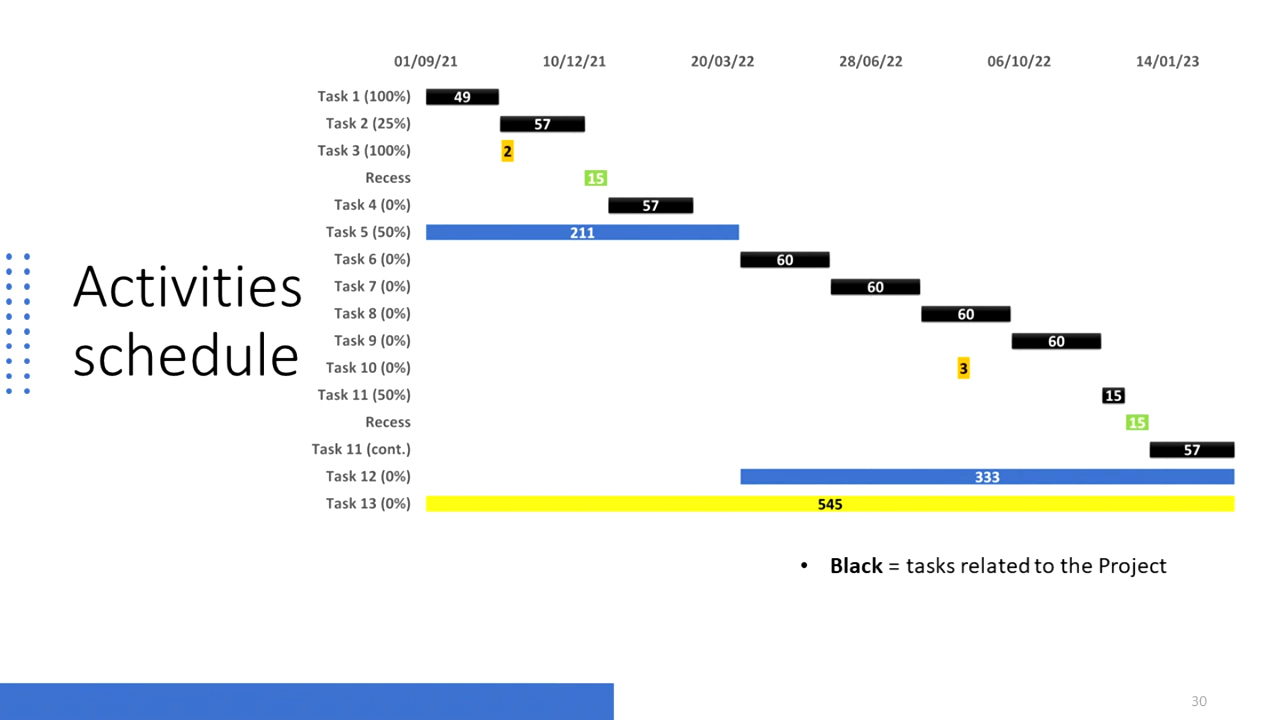 01/09/21 10/12/21 20/03/22 28/06/22 06/10/22 14/01/23
Task 1 (100%) 49
Task 2 (25%) 57
Task 3 (100%) 2
Recess 15
Task 4 (0%) 57
Task 5 (50%) 211
Task 6 (0%) 60
Task 7 (0%) 60
Task 8 (0%) 60
Task 9 (0%) 60
Task 10 (0%) 3
Task 11 (50%) 15
Recess 15
Task 11 (cont.) 57
Task 12 (0%) 333
Task 13 (0%) 545
Activities
schedule
• Black = tasks related to the Project
30